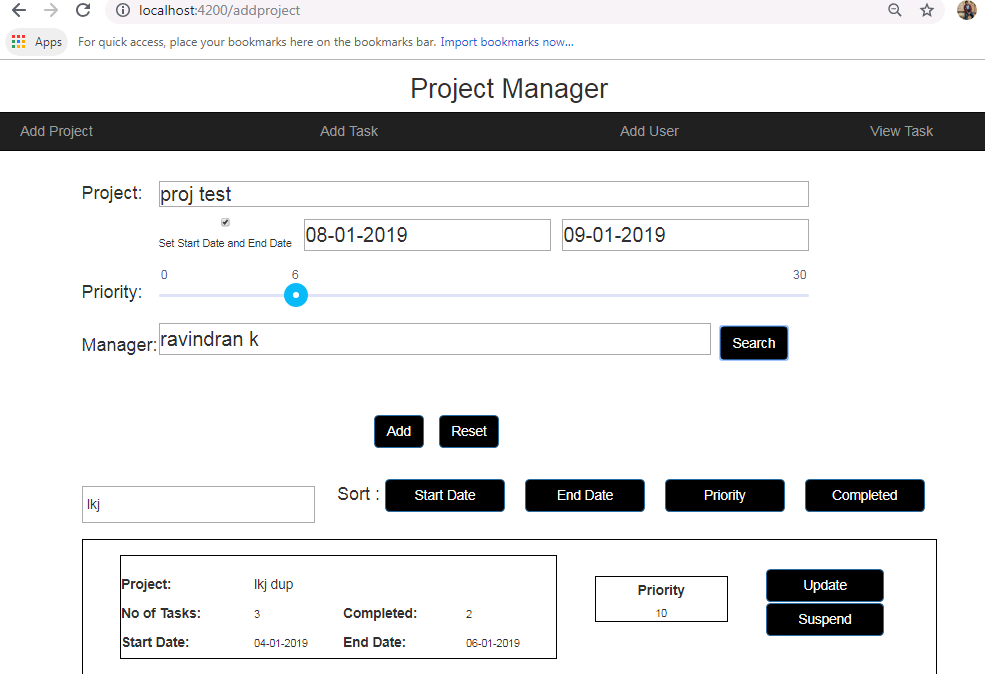 localhost:4200/addproject
Apps For quick access, place your bookmarks here on the bookmarks bar. Import bookmarks now...
Project Manager
Add Project Add Task Add User View Task
Project: proj test
Set Start Date and End Date 08-01-2019 09-01-2019
0 6 30
Priority:
Manager: ravindran k Search
Add Reset
lkj Sort : Start Date End Date Priority Completed
Project: lkj dup
No of Tasks: 3 Completed: 2
Start Date: 04-01-2019 End Date: 06-01-2019
Priority
10
Update
Suspend